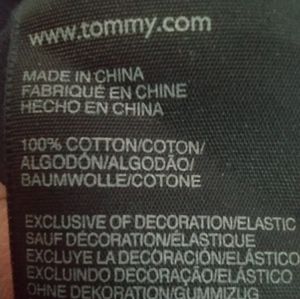 www.tommy.com
MADE IN CHINA
FABRIQUÉ EN CHINE
HECHO EN CHINA
100% COTTON/COTON/
ALGODÓN/ALGODÃO/
BAUMWOLLE/COTONE
EXCLUSIVE OF DECORATION/ELASTIC
SAUF DÉCORATION/ÉLASTIQUE
EXCLUYE LA DECORACIÓN/ELÁSTICO
EXCLUINDO DECORAÇÃO/ELÁSTICO
OHNE DEKORATION/GUMMIZUG